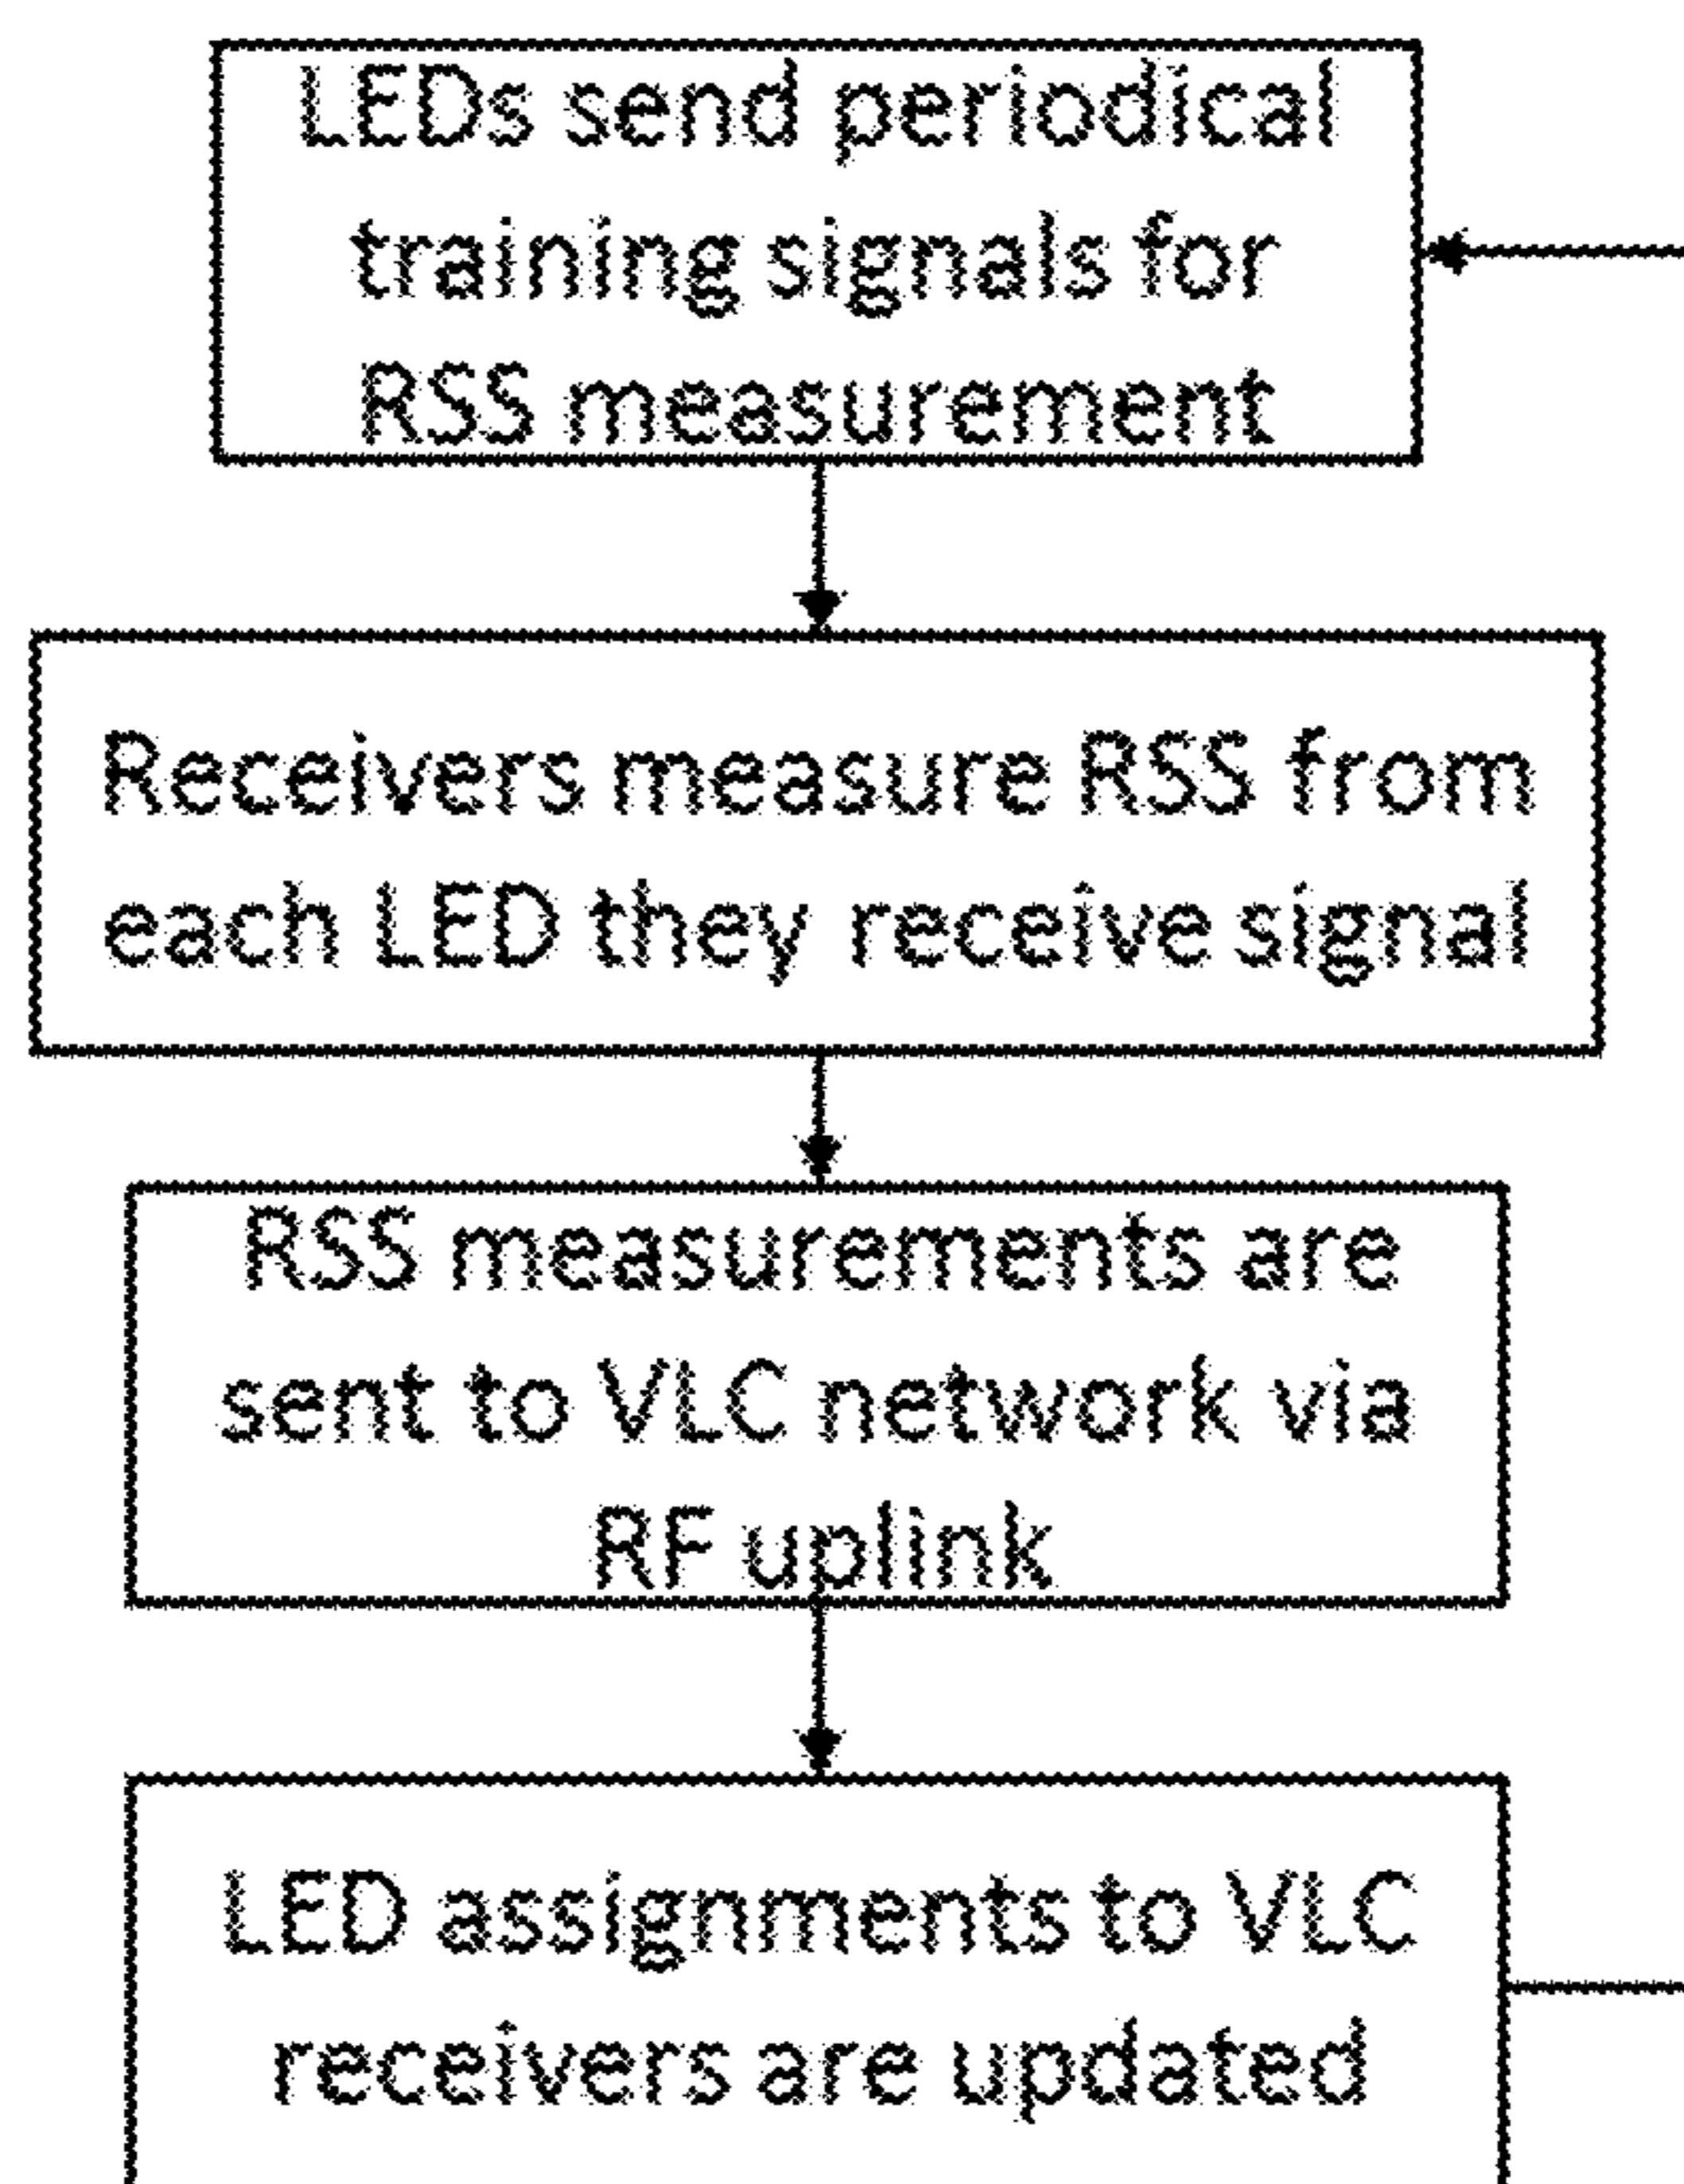 LEDs send periodical
training signals for
RSS measurement
Receivers measure RSS from
each LED they receive signal
RSS measurements are
sent to VLC network via
RF uplink
LED assignments to VLC
receivers are updated